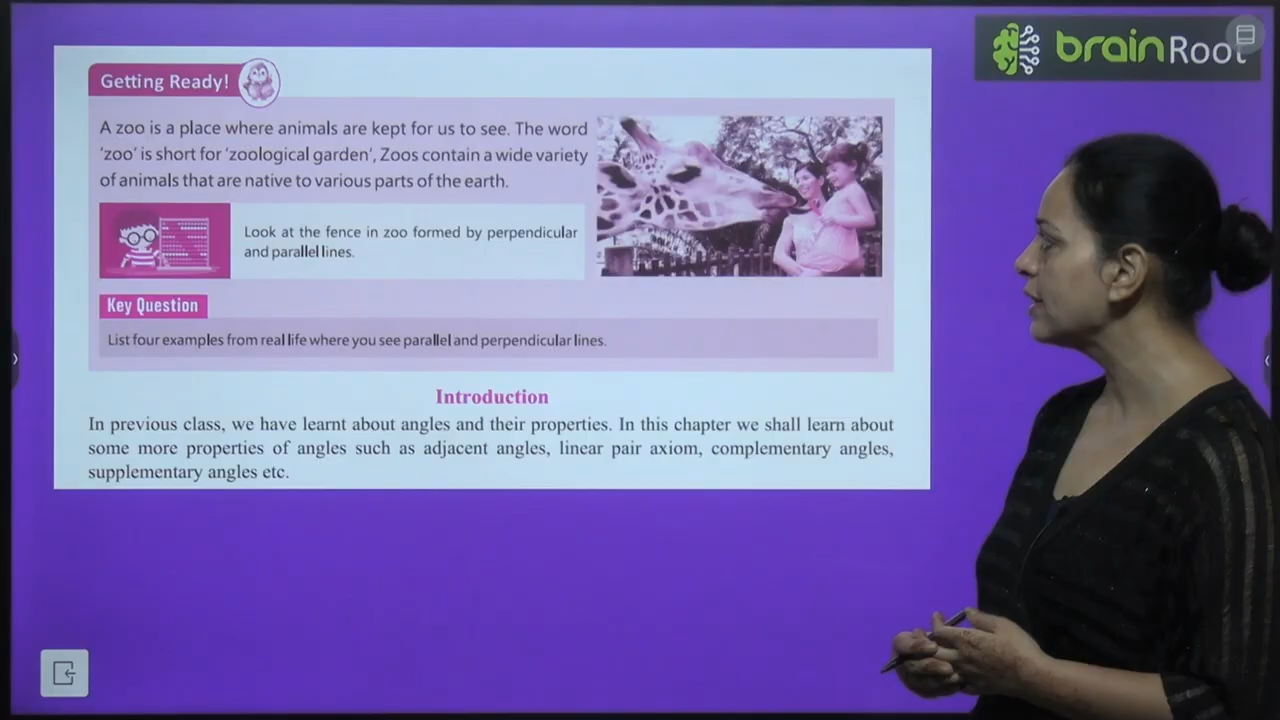 brainRoot
Getting Ready!
A zoo is a place where animals are kept for us to see. The word
'zoo' is short for 'zoological garden', Zoos contain a wide variety
of animals that are native to various parts of the earth.
Look at the fence in zoo formed by perpendicular
and parallel lines.
Key Question
List four examples from real life where you see parallel and perpendicular lines.
Introduction
In previous class, we have learnt about angles and their properties. In this chapter we shall learn about
some more properties of angles such as adjacent angles, linear pair axiom, complementary angles,
supplementary angles etc.